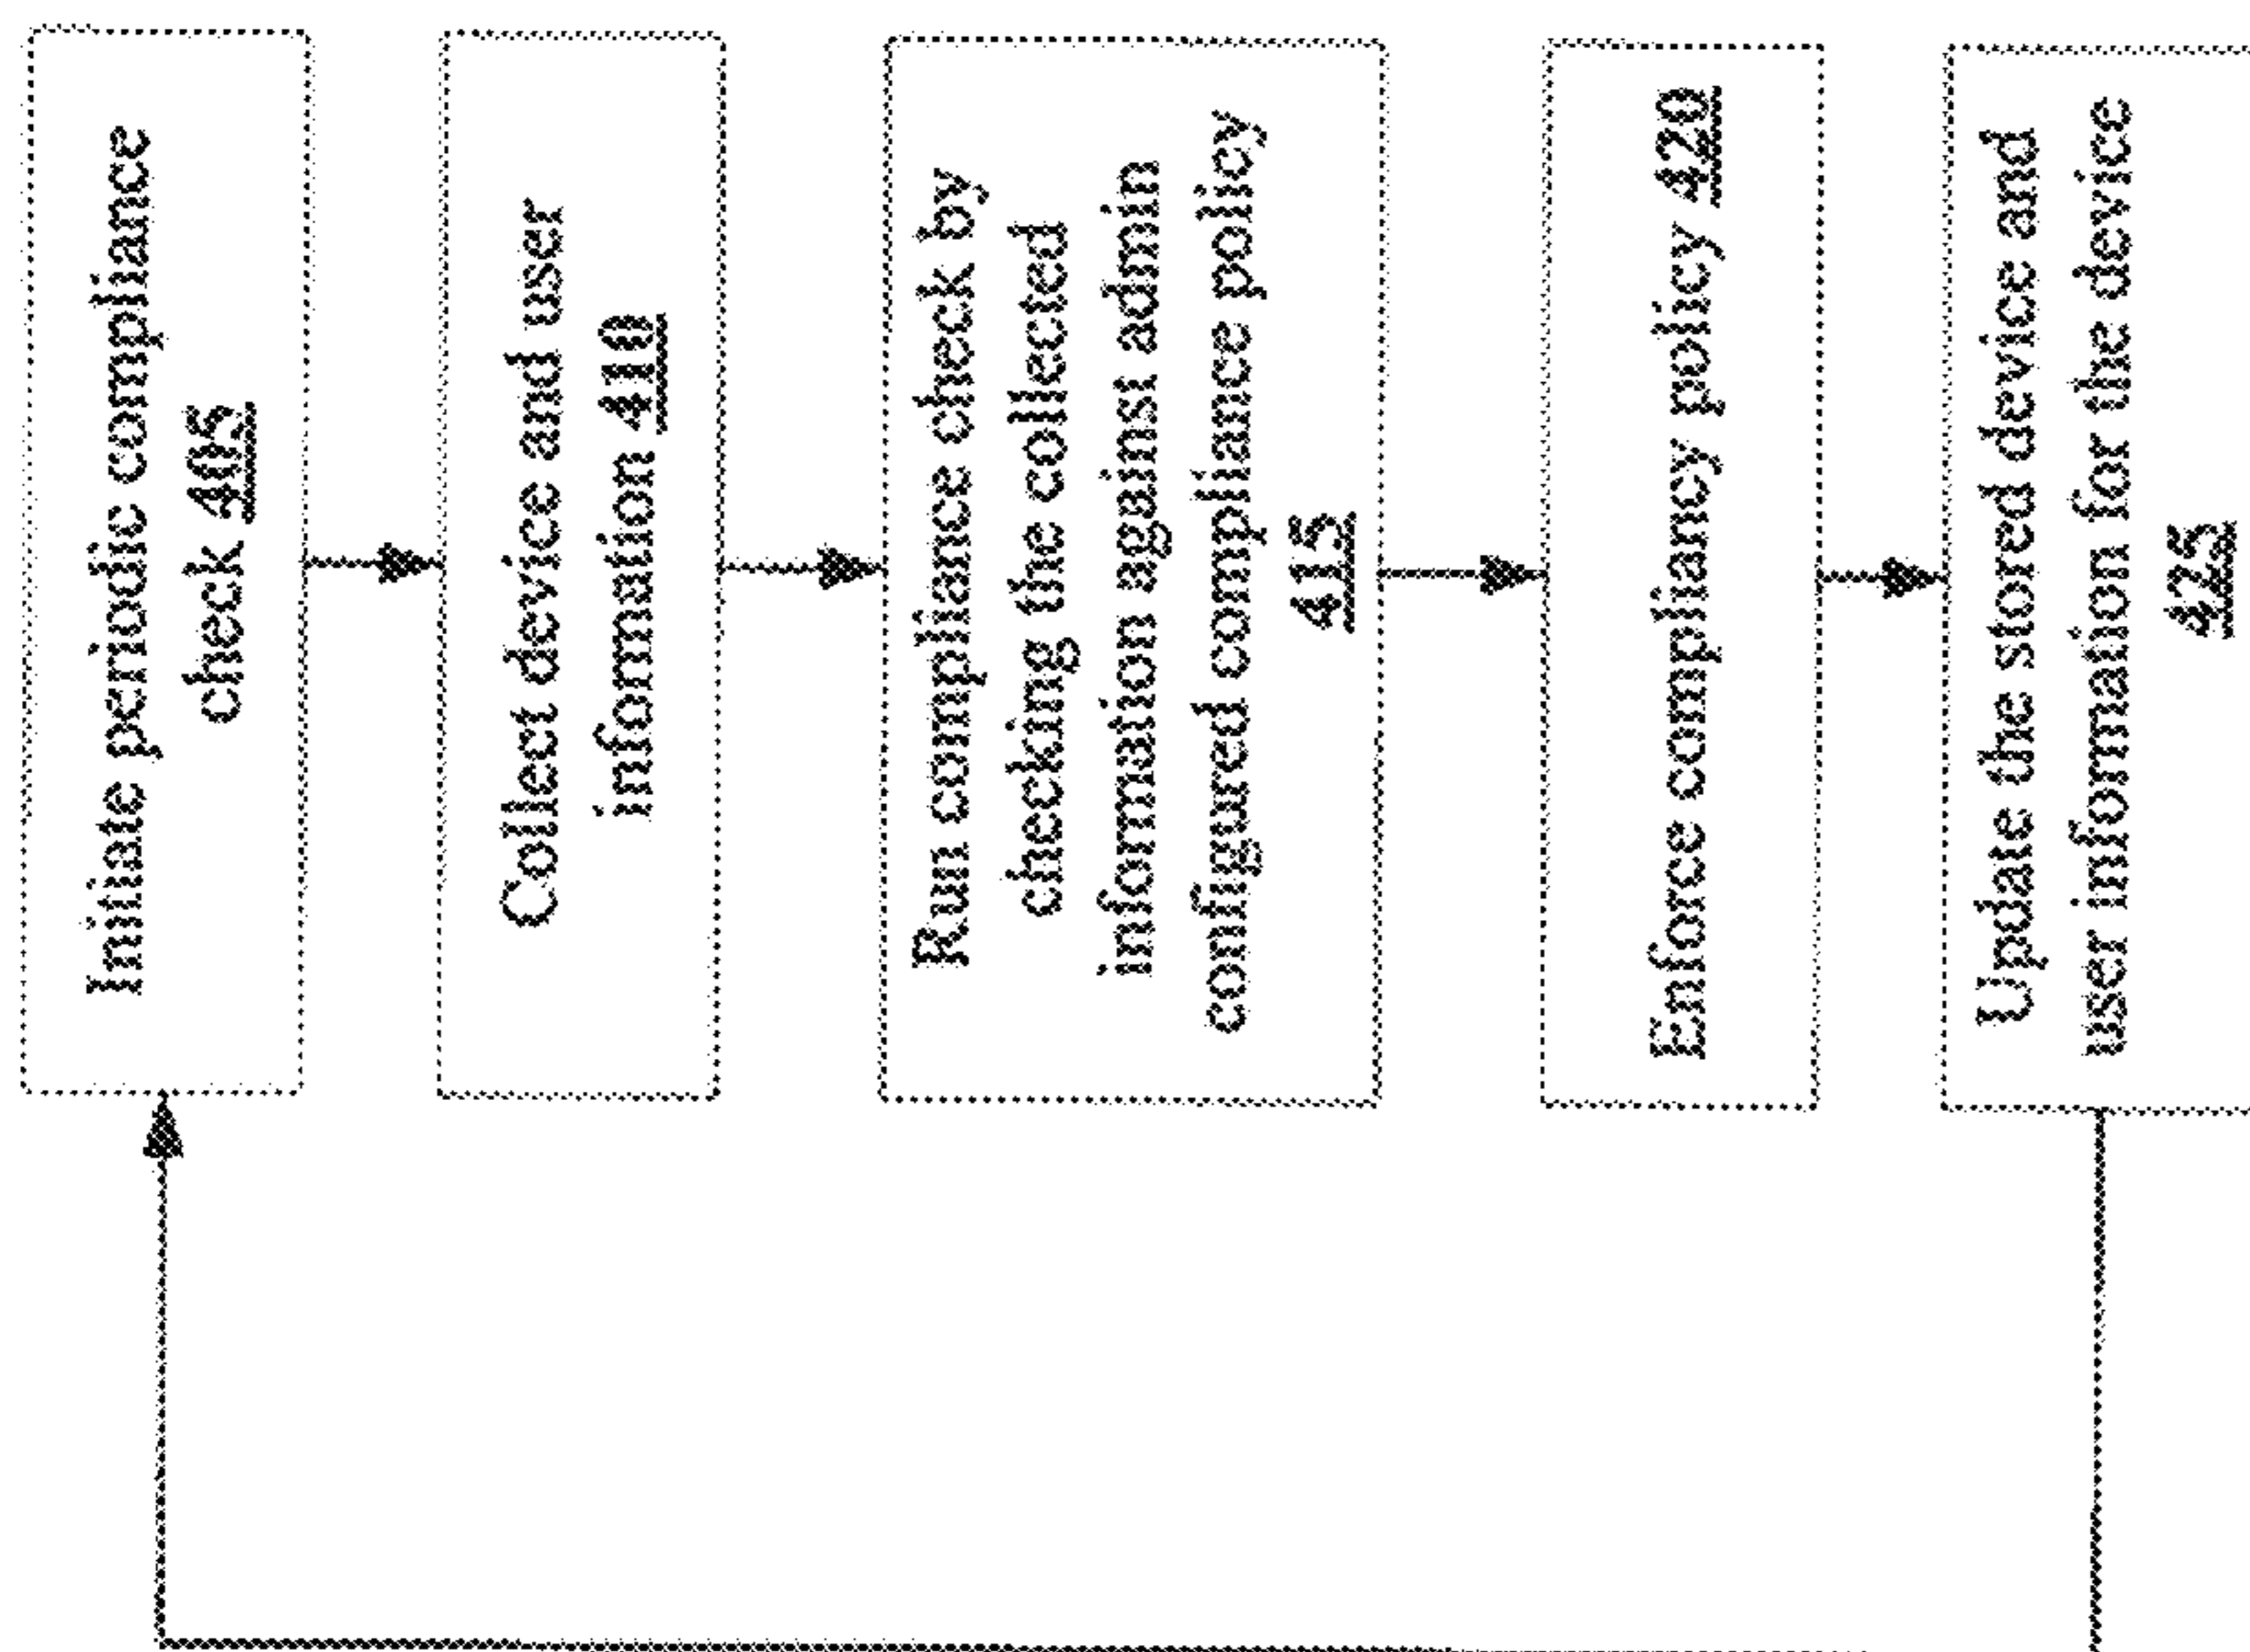 Initiate periodic compliance
check 405
Collect device and user
information 410
Run compliance check by
checking the collected
information against admin
configured compliance policy
415
Enforce compliancy policy 420
Update the stored device and
user information for the device
425